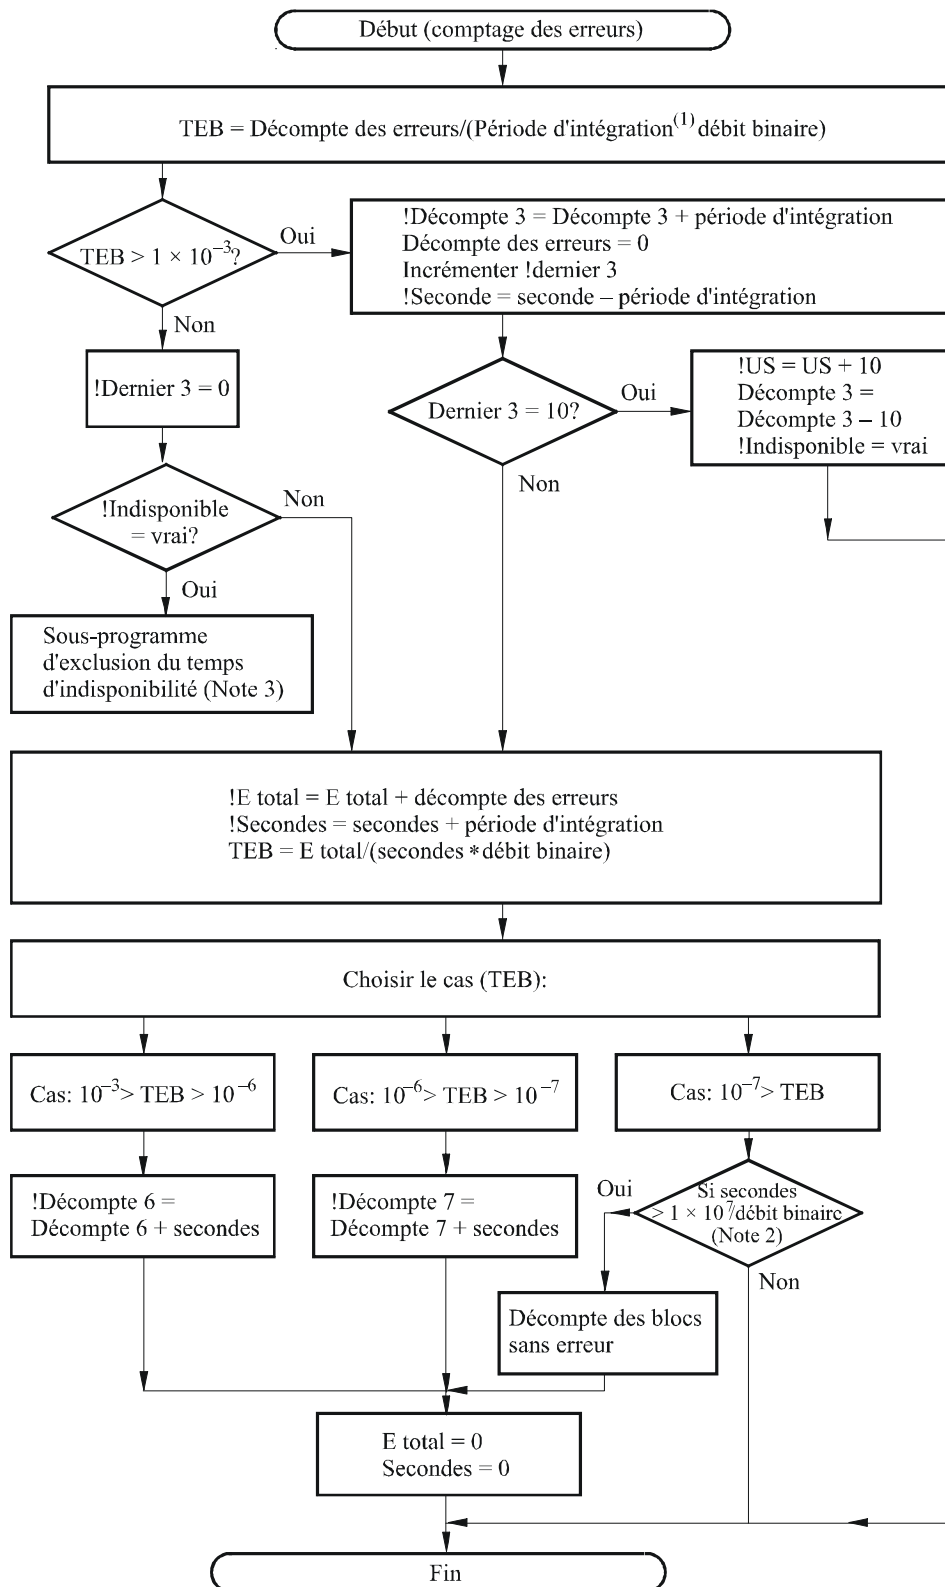 Début (comptage des erreurs)
TEB = Décompte des erreurs/(Période d'intégration(1) débit binaire)
TEB > 1 × 10–3?
Oui
!Décompte 3 = Décompte 3 + période d'intégration
Décompte des erreurs = 0
Incrémenter !dernier 3
!Seconde = seconde – période d'intégration
Non
!Dernier 3 = 0
Dernier 3 = 10?
Oui
!US = US + 10
Décompte 3 =
Décompte 3 – 10
!Indisponible = vrai
Non
!Indisponible
= vrai?
Non
Oui
Sous-programme
d'exclusion du temps
d'indisponibilité (Note 3)
!E total = E total + décompte des erreurs
!Secondes = secondes + période d'intégration
TEB = E total/(secondes * débit binaire)
Choisir le cas (TEB):
Cas: 10–3 > TEB > 10–6
Cas: 10–6 > TEB > 10–7
Cas: 10–7 > TEB
!Décompte 6 =
Décompte 6 + secondes
!Décompte 7 =
Décompte 7 + secondes
Oui
Si secondes
> 1 × 107/débit binaire
(Note 2)
Non
Décompte des blocs
sans erreur
E total = 0
Secondes = 0
Fin